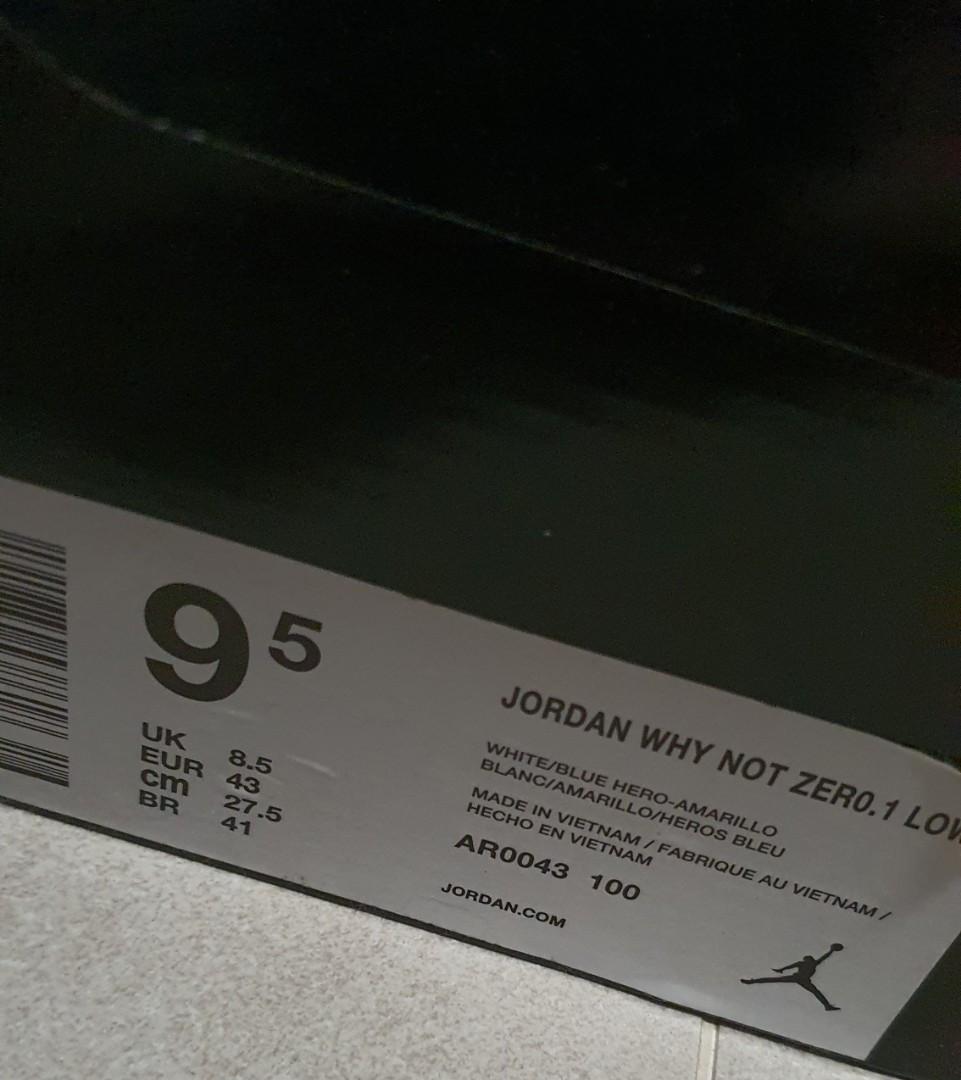 9 5
UK 8.5
EUR 43
cm 27.5
BR 41
JORDAN WHY NOT ZER0.1 LOW
WHITE/BLUE HERO-AMARILLO
BLANC/AMARILLO/HEROS BLEU
MADE IN VIETNAM / FABRIQUE AU VIETNAM /
HECHO EN VIETNAM
AR0043 100
JORDAN.COM